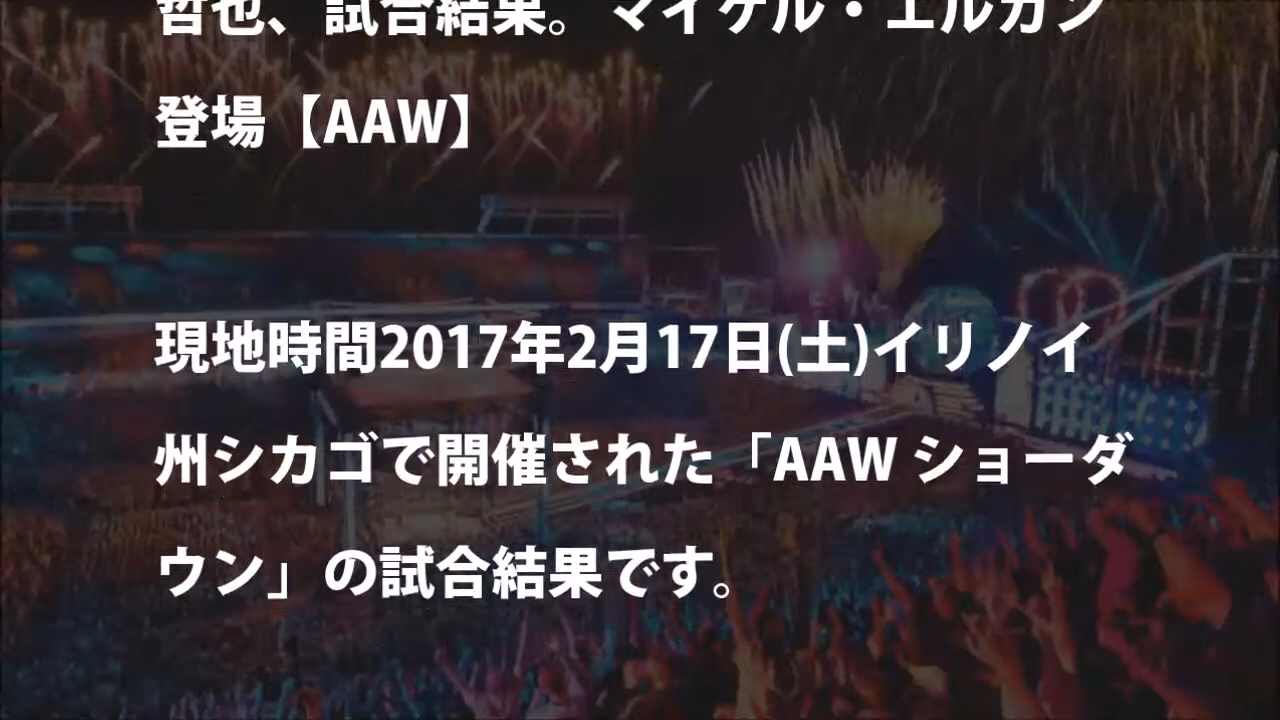 哲也、試合結果。マイケル・エルガン
登場【AAW】
現地時間2017年2月17日(土)イリノイ
州シカゴで開催された「AAW ショーダ
ウン」の試合結果です。